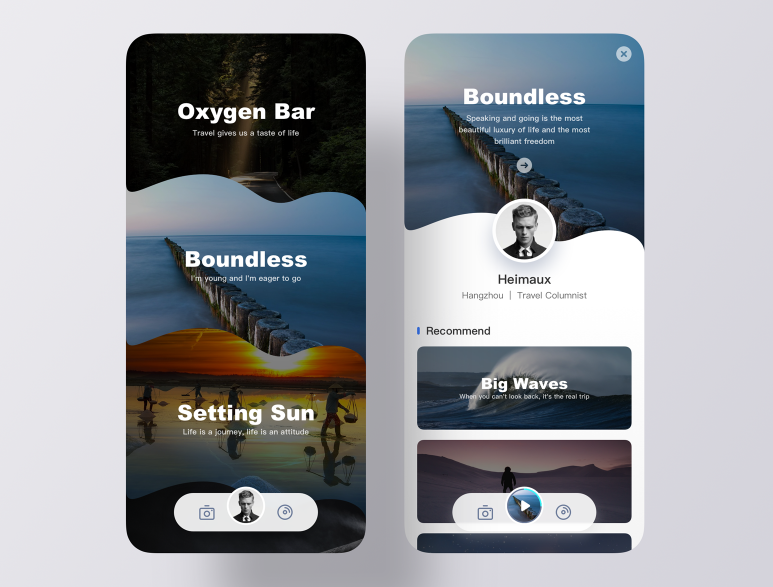 Oxygen Bar
Travel gives us a taste of life
Boundless
I'm young and I'm eager to go
Setting Sun
Life is a journey, life is an attitude
Boundless
Speaking and going is the most
beautiful luxury of life and the most
brilliant freedom
Heimaux
Hangzhou | Travel Columnist
Recommend
Big Waves
When you can't look back, it's the real trip